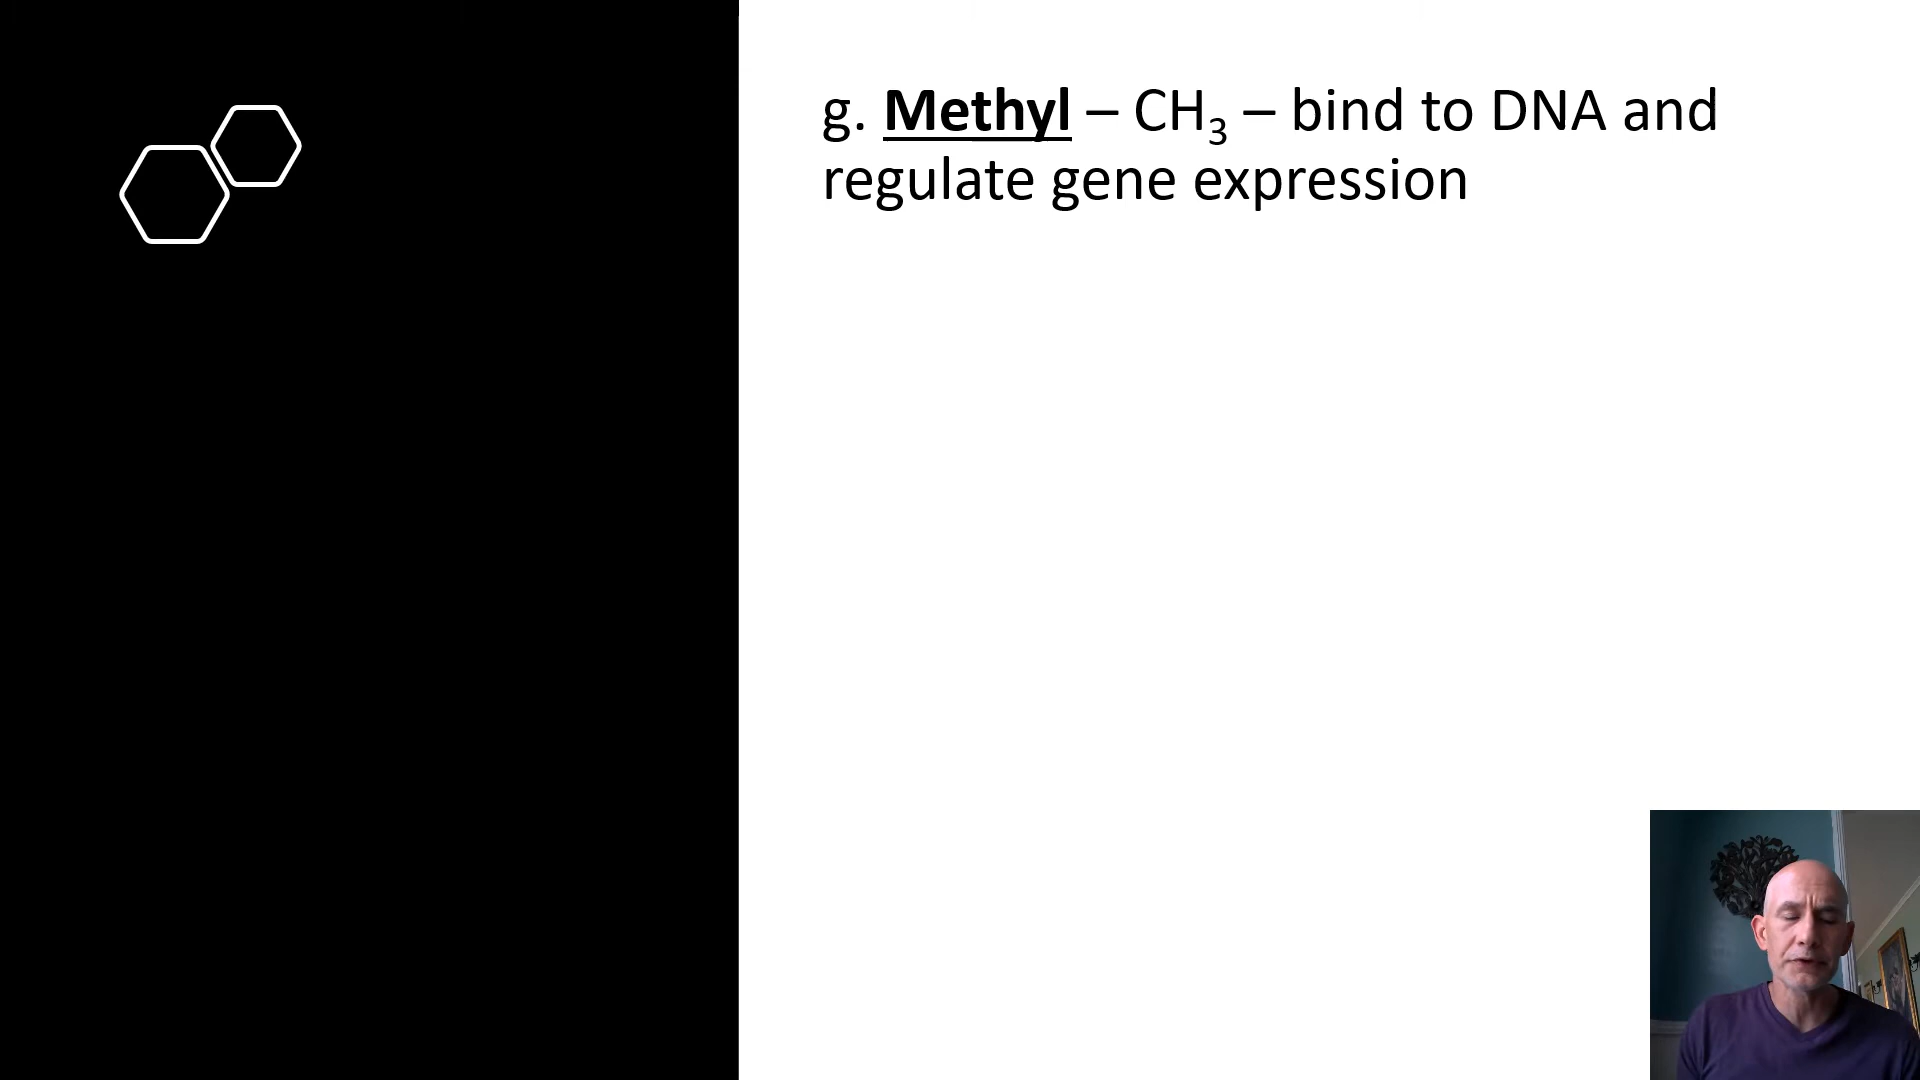 g. Methyl – CH₃ – bind to DNA and
regulate gene expression